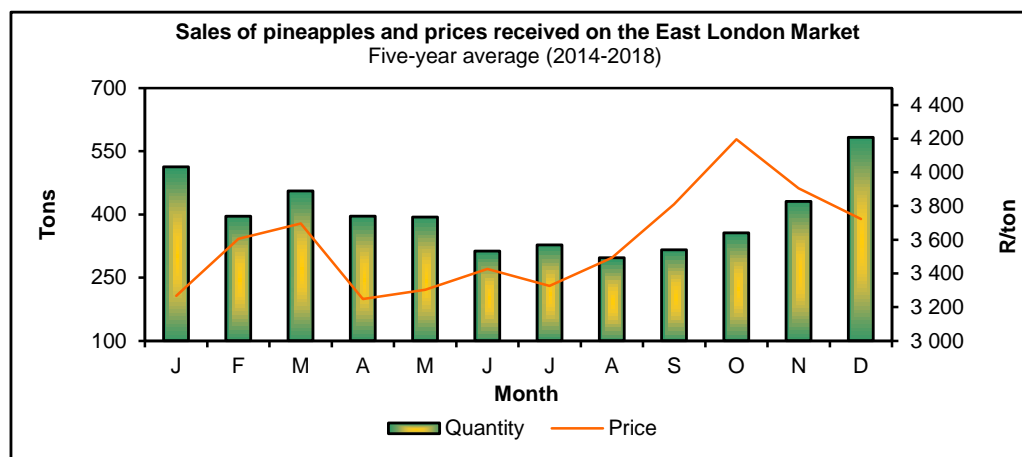 Sales of pineapples and prices received on the East London Market
Five-year average (2014-2018)
Tons
700
550
400
250
100
R/ton
4 400
4 200
4 000
3 800
3 600
3 400
3 200
3 000
J F M A M J J A S O N D
Month
Quantity Price